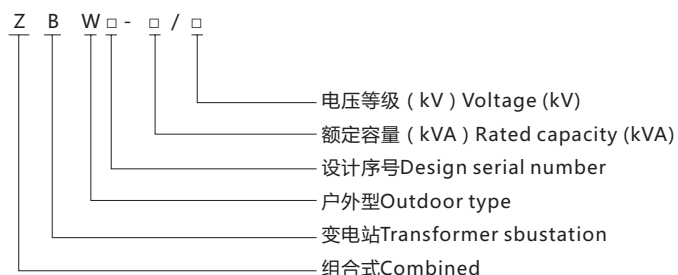 Z B W□-□/□
电压等级（kV）Voltage (kV)
额定容量（kVA）Rated capacity (kVA)
设计序号Design serial number
户外型Outdoor type
变电站Transformer sbustation
组合式Combined